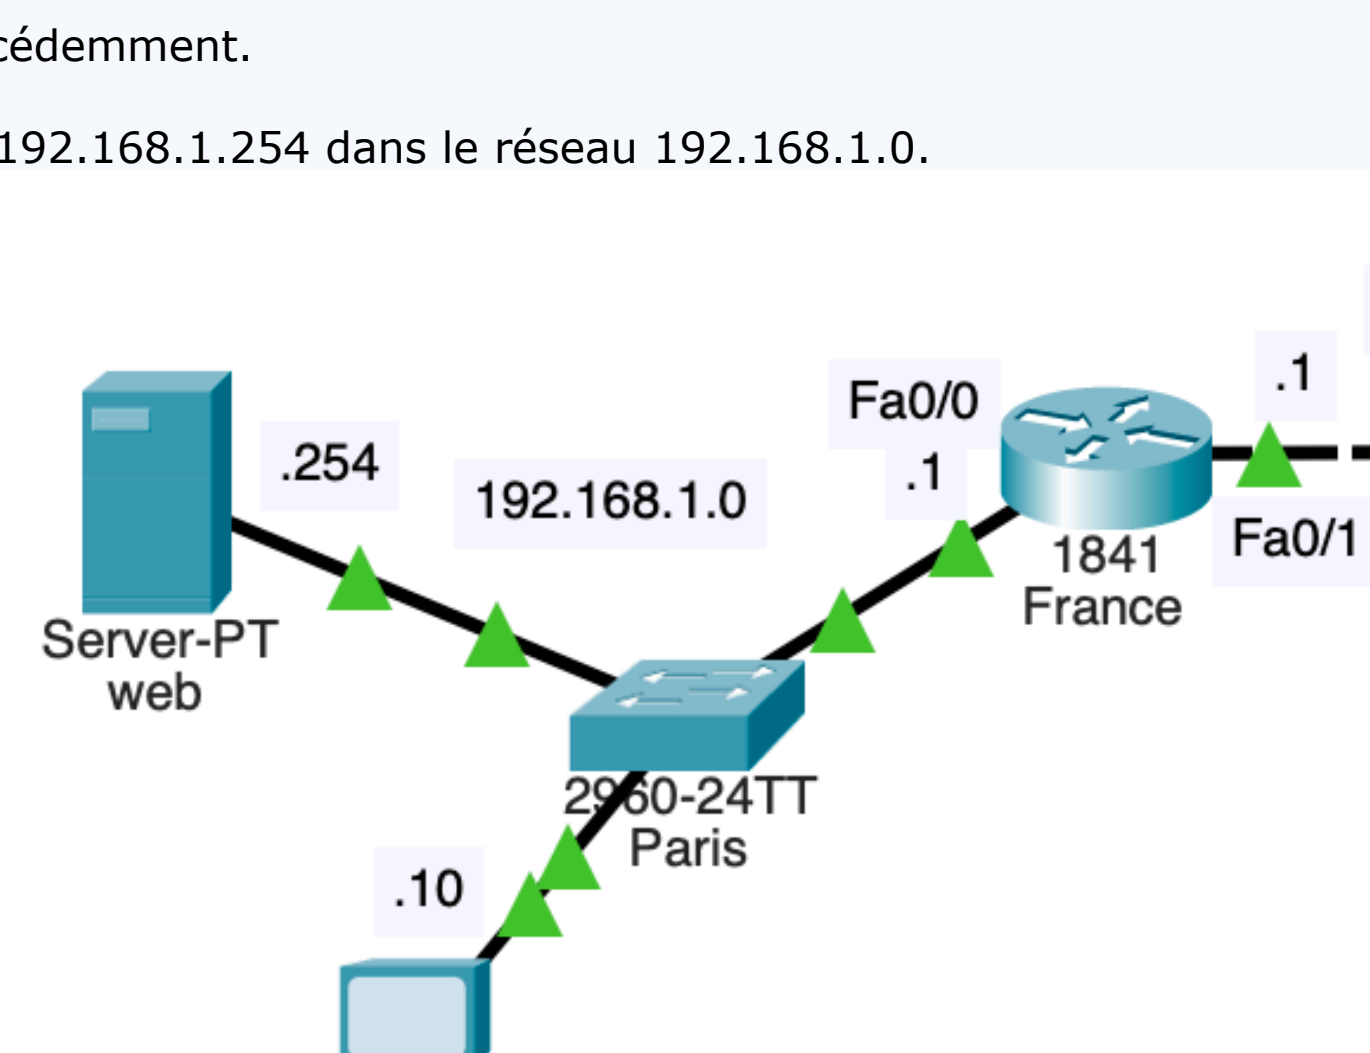 cédemment.
192.168.1.254 dans le réseau 192.168.1.0.
.1
Fa0/0
.254
.1
192.168.1.0
Fa0/1
1841
France
Server-PT
web
2960-24TT
Paris
.10